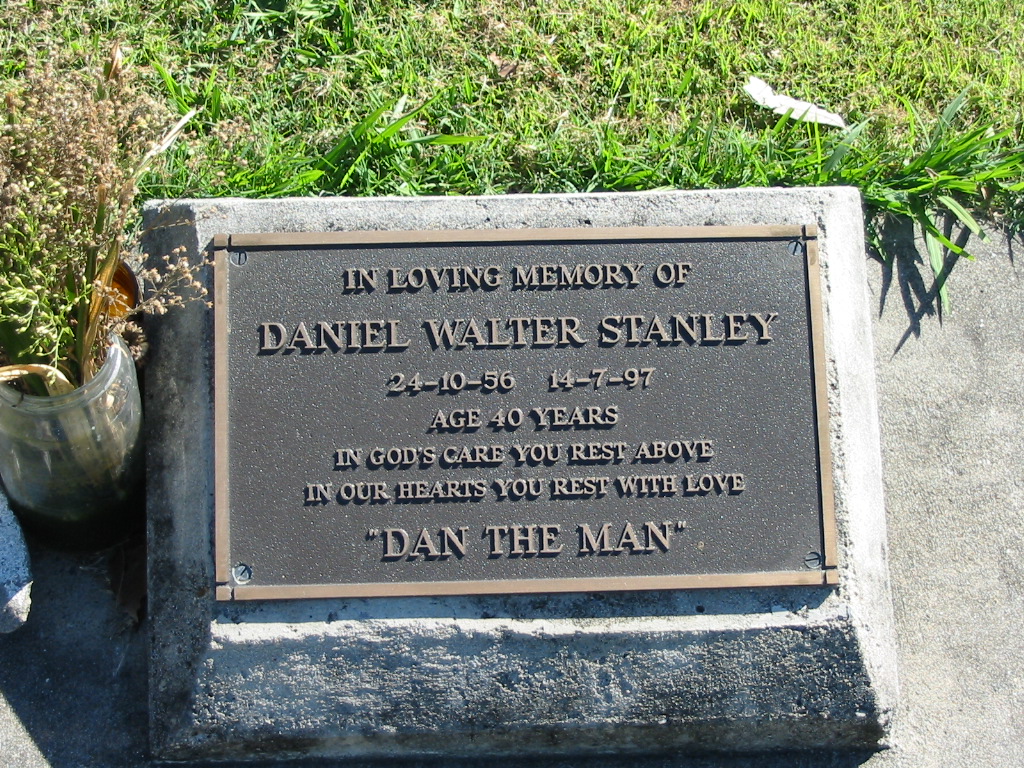 IN LOVING MEMORY OF
DANIEL WALTER STANLEY
24-10-56 14-7-97
AGE 40 YEARS
IN GOD'S CARE YOU REST ABOVE
IN OUR HEARTS YOU REST WITH LOVE
"DAN THE MAN"